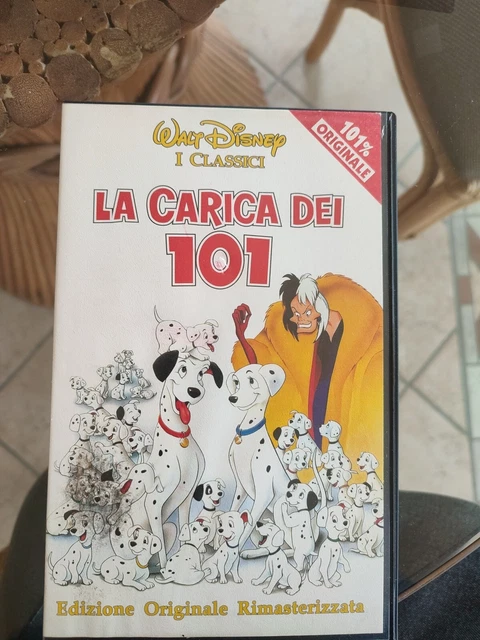 WALT DISNEY
I CLASSICI
101%
ORIGINALE
LA CARICA DEI
101
Edizione Originale Rimasterizzata